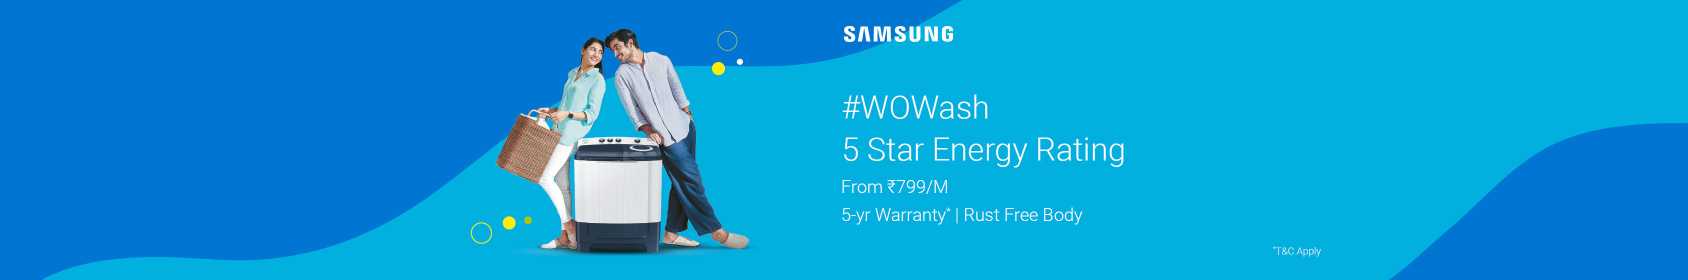 SAMSUNG
#WOWash
5 Star Energy Rating
From ₹799/M
5-yr Warranty* | Rust Free Body
*T&C Apply